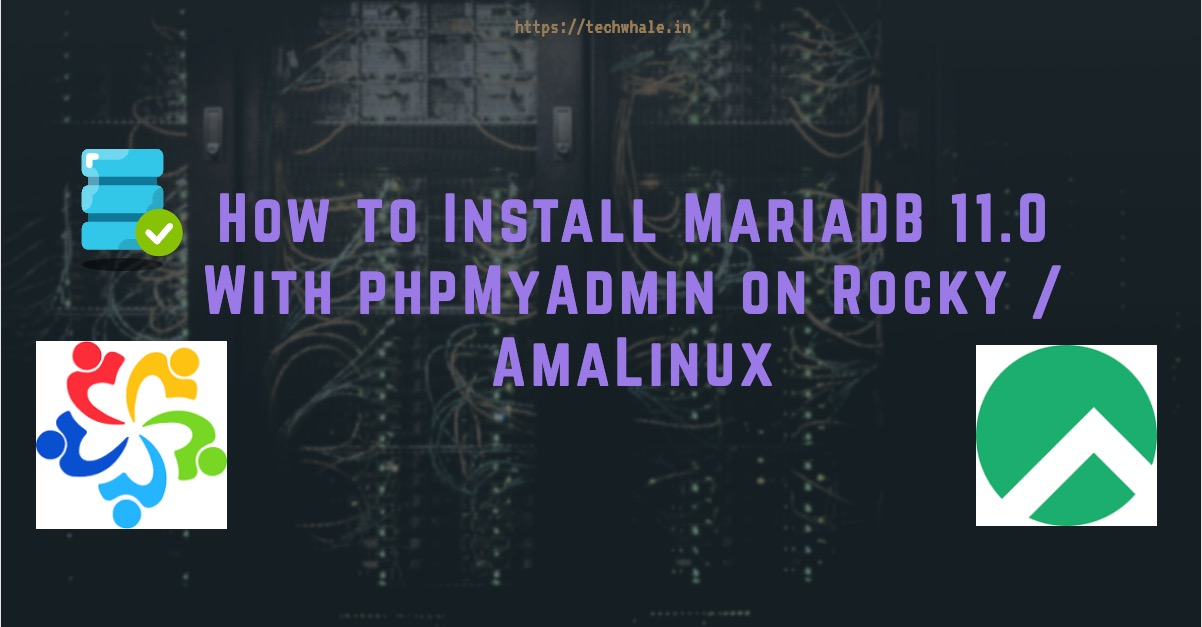 https://techwhale.in
How to Install MariaDB 11.0
With phpMyAdmin on Rocky /
AmaLinux